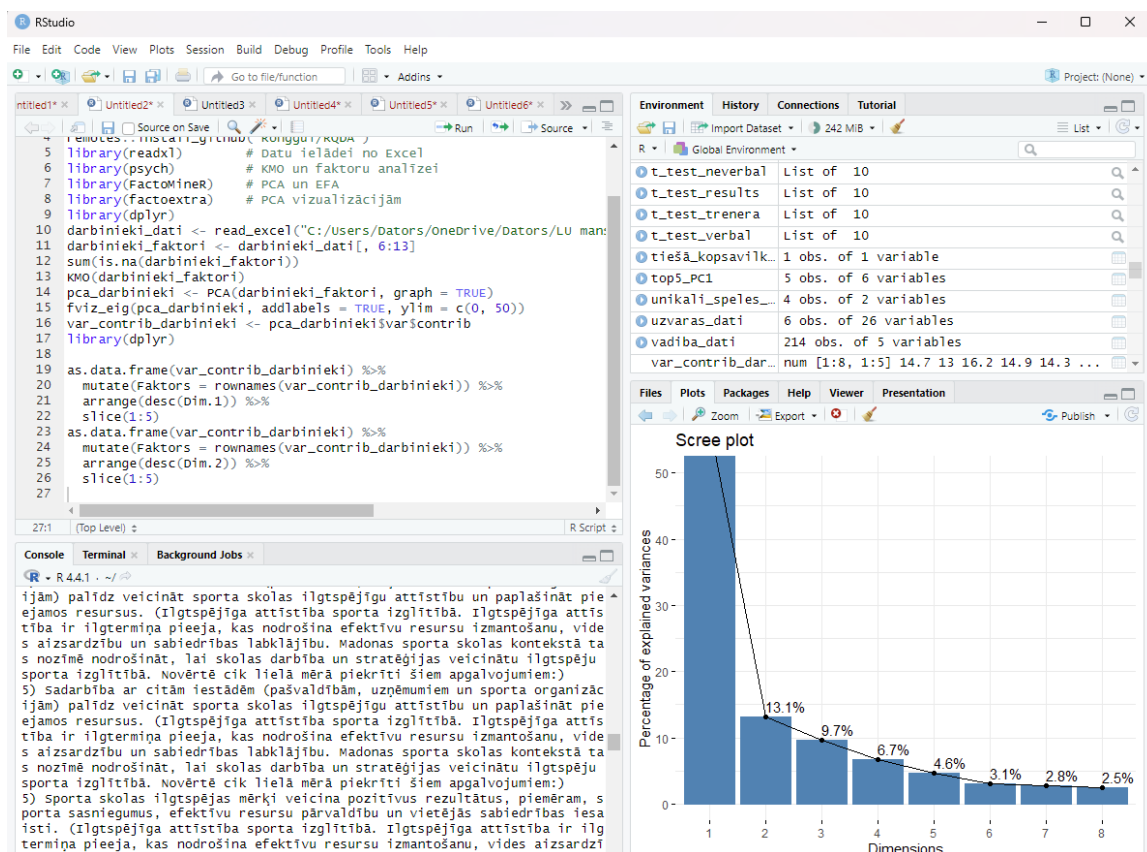 RStudio
File Edit Code View Plots Session Build Debug Profile Tools Help
Go to file/function Addins Project: (None)
ntitled1* Untitled2* Untitled3 Untitled4* Untitled5* Untitled6*
Source on Save Run Source
4 remotes::install_github("Ronggui/RQDA")
5 library(readxl) # Datu ielādei no Excel
6 library(psych) # KMO un faktoru analīzei
7 library(FactoMineR) # PCA un EFA
8 library(factoextra) # PCA vizualizācijām
9 library(dplyr)
10 darbinieki_dati <- read_excel("C:/Users/Dators/OneDrive/Dators/LU mans
11 darbinieki_faktori <- darbinieki_dati[, 6:13]
12 sum(is.na(darbinieki_faktori))
13 KMO(darbinieki_faktori)
14 pca_darbinieki <- PCA(darbinieki_faktori, graph = TRUE)
15 fviz_eig(pca_darbinieki, addlabels = TRUE, ylim = c(0, 50))
16 var_contrib_darbinieki <- pca_darbinieki$var$contrib
17 library(dplyr)
18
19 as.data.frame(var_contrib_darbinieki) %>%
20 mutate(Faktors = rownames(var_contrib_darbinieki)) %>%
21 arrange(desc(Dim.1)) %>%
22 slice(1:5)
23 as.data.frame(var_contrib_darbinieki) %>%
24 mutate(Faktors = rownames(var_contrib_darbinieki)) %>%
25 arrange(desc(Dim.2)) %>%
26 slice(1:5)
27
27:1 (Top Level) R Script
Console Terminal Background Jobs
R 4.4.1 · ~/
ijām) palīdz veicināt sporta skolas ilgtspējīgu attīstību un paplašināt pie
ejamos resursus. (Ilgtspējīga attīstība sporta izglītībā. Ilgtspējīga attīs
tība ir ilgtermiņa pieeja, kas nodrošina efektīvu resursu izmantošanu, vide
s aizsardzību un sabiedrības labklājību. Madonas sporta skolas kontekstā ta
s nozīmē nodrošināt, lai skolas darbība un stratēģijas veicinātu ilgtspēju
sporta izglītībā. Novērtē cik lielā mērā piekrīti šiem apgalvojumiem:)
5) Sadarbība ar citām iestādēm (pašvaldībām, uzņēmumiem un sporta organizāc
ijām) palīdz veicināt sporta skolas ilgtspējīgu attīstību un paplašināt pie
ejamos resursus. (Ilgtspējīga attīstība sporta izglītībā. Ilgtspējīga attīs
tība ir ilgtermiņa pieeja, kas nodrošina efektīvu resursu izmantošanu, vide
s aizsardzību un sabiedrības labklājību. Madonas sporta skolas kontekstā ta
s nozīmē nodrošināt, lai skolas darbība un stratēģijas veicinātu ilgtspēju
sporta izglītībā. Novērtē cik lielā mērā piekrīti šiem apgalvojumiem:)
5) Sporta skolas ilgtspējas mērķi veicina pozitīvus rezultātus, piemēram, s
porta sasniegumus, efektīvu resursu pārvaldību un vietējās sabiedrības iesa
isti. (Ilgtspējīga attīstība sporta izglītībā. Ilgtspējīga attīstība ir ilg
termiņa pieeja, kas nodrošina efektīvu resursu izmantošanu, vides aizsardzī
Environment History Connections Tutorial
Import Dataset 242 MiB List
R Global Environment
t_test_neverbal List of 10
t_test_results List of 10
t_test_trenera List of 10
t_test_verbal List of 10
tiešā_kopsavilk… 1 obs. of 1 variable
top5_PC1 5 obs. of 6 variables
unikali_speles_… 4 obs. of 2 variables
uzvaras_dati 6 obs. of 26 variables
vadiba_dati 214 obs. of 5 variables
var_contrib_dar… num [1:8, 1:5] 14.7 13 16.2 14.9 14.3 ...
Files Plots Packages Help Viewer Presentation
Zoom Export Publish
Scree plot
Percentage of explained variances
50
40
30
20
10
0
13.1%
9.7%
6.7%
4.6%
3.1%
2.8%
2.5%
1 2 3 4 5 6 7 8
Dimensions